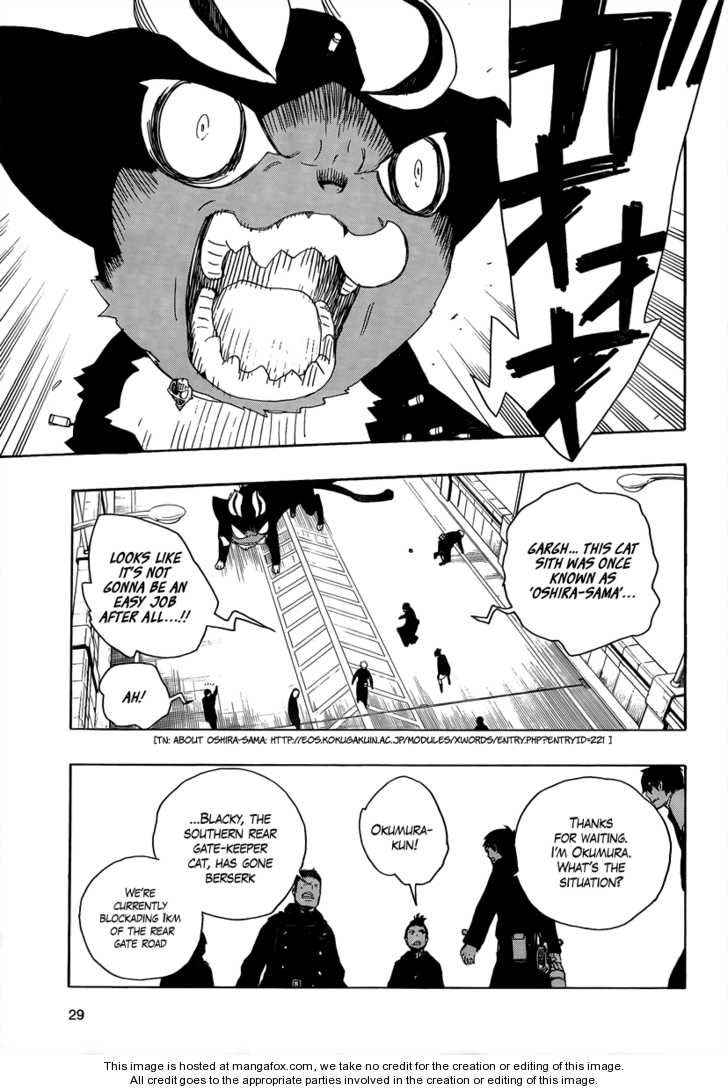 ガオオオ
GARGH... THIS CAT
SITH WAS ONCE
KNOWN AS
'OSHIRA-SAMA'...
LOOKS LIKE
IT'S NOT
GONNA BE AN
EASY JOB
AFTER ALL...!!
AH!
[TN: ABOUT OSHIRA-SAMA: HTTP://EOS.KOKUGAKUIN.AC.JP/MODULES/XWORDS/ENTRY.PHP?ENTRYID=221 ]
THANKS
FOR WAITING.
I'M OKUMURA.
WHAT'S THE
SITUATION?
OKUMURA-
KUN!
...BLACKY, THE
SOUTHERN REAR
GATE-KEEPER
CAT, HAS GONE
BERSERK
WE'RE
CURRENTLY
BLOCKADING 1KM
OF THE REAR
GATE ROAD
29
This image is hosted at mangafox.com, we take no credit for the creation or editing of this image.
All credit goes to the appropriate parties involved in the creation or editing of this image.